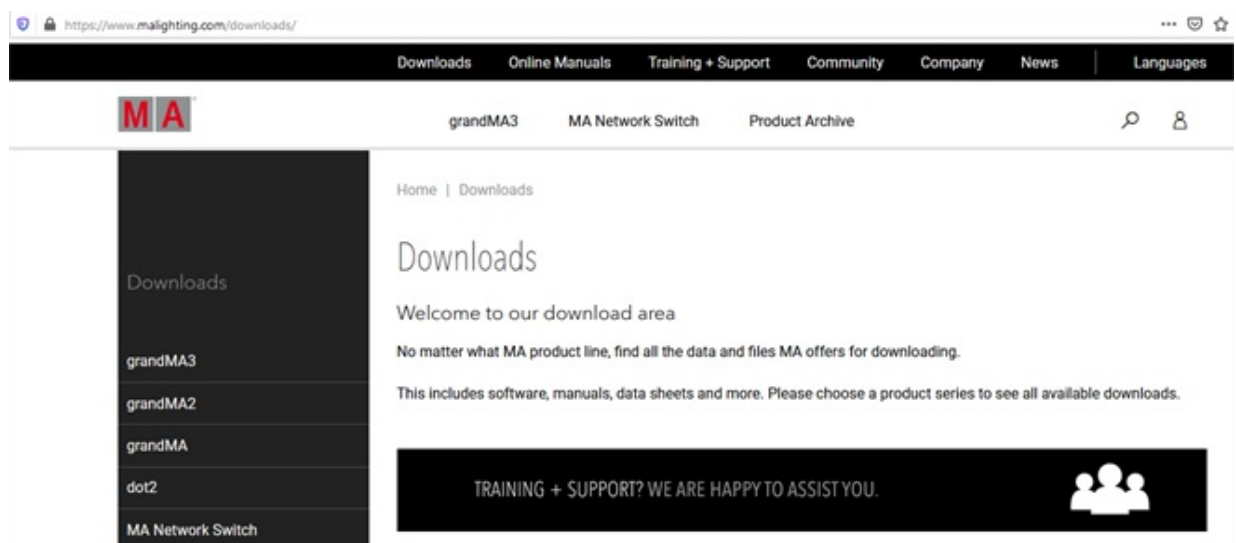 https://www.malighting.com/downloads/
Downloads Online Manuals Training + Support Community Company News Languages
MA
grandMA3 MA Network Switch Product Archive
Home | Downloads
Downloads
Downloads
Welcome to our download area
No matter what MA product line, find all the data and files MA offers for downloading.
This includes software, manuals, data sheets and more. Please choose a product series to see all available downloads.
grandMA3
grandMA2
grandMA
dot2
MA Network Switch
TRAINING + SUPPORT? WE ARE HAPPY TO ASSIST YOU.